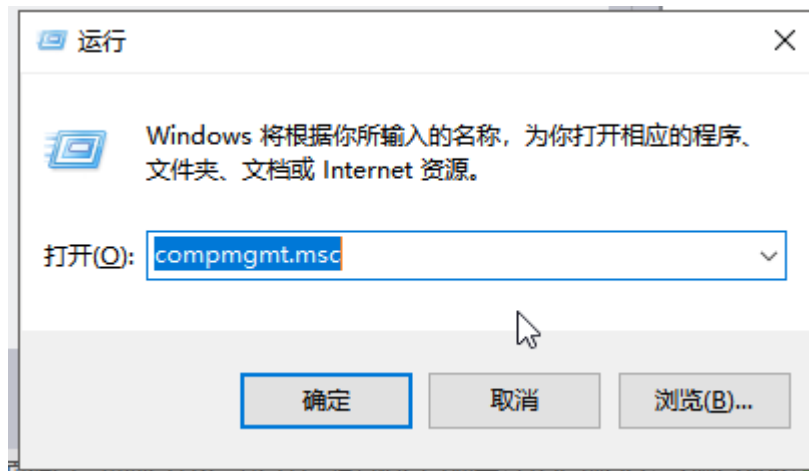 运行
Windows 将根据你所输入的名称，为你打开相应的程序、
文件夹、文档或 Internet 资源。
打开(O): compmgmt.msc
确定 取消 浏览(B)...